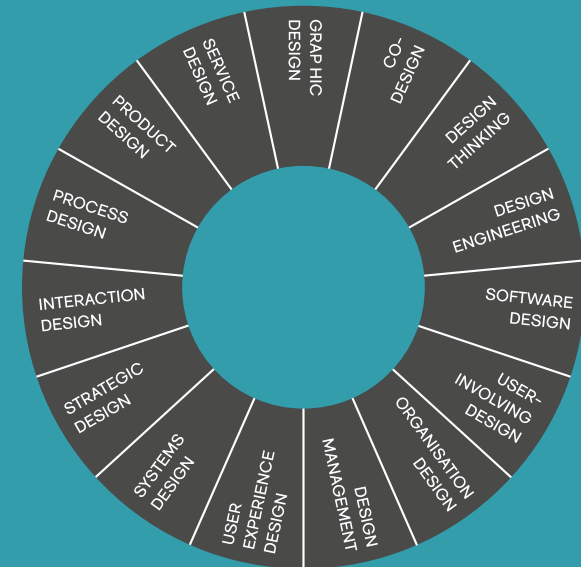 GRAP HIC
DESIGN
CO-
DESIGN
DESIGN
THINKING
DESIGN
ENGINEERING
SOFTWARE
DESIGN
USER-
INVOLVING
DESIGN
ORGANISATION
DESIGN
DESIGN
MANAGEMENT
USER
EXPERIENCE
DESIGN
SYSTEMS
DESIGN
STRATEGIC
DESIGN
INTERACTION
DESIGN
PROCESS
DESIGN
PRODUCT
DESIGN
SERVICE
DESIGN